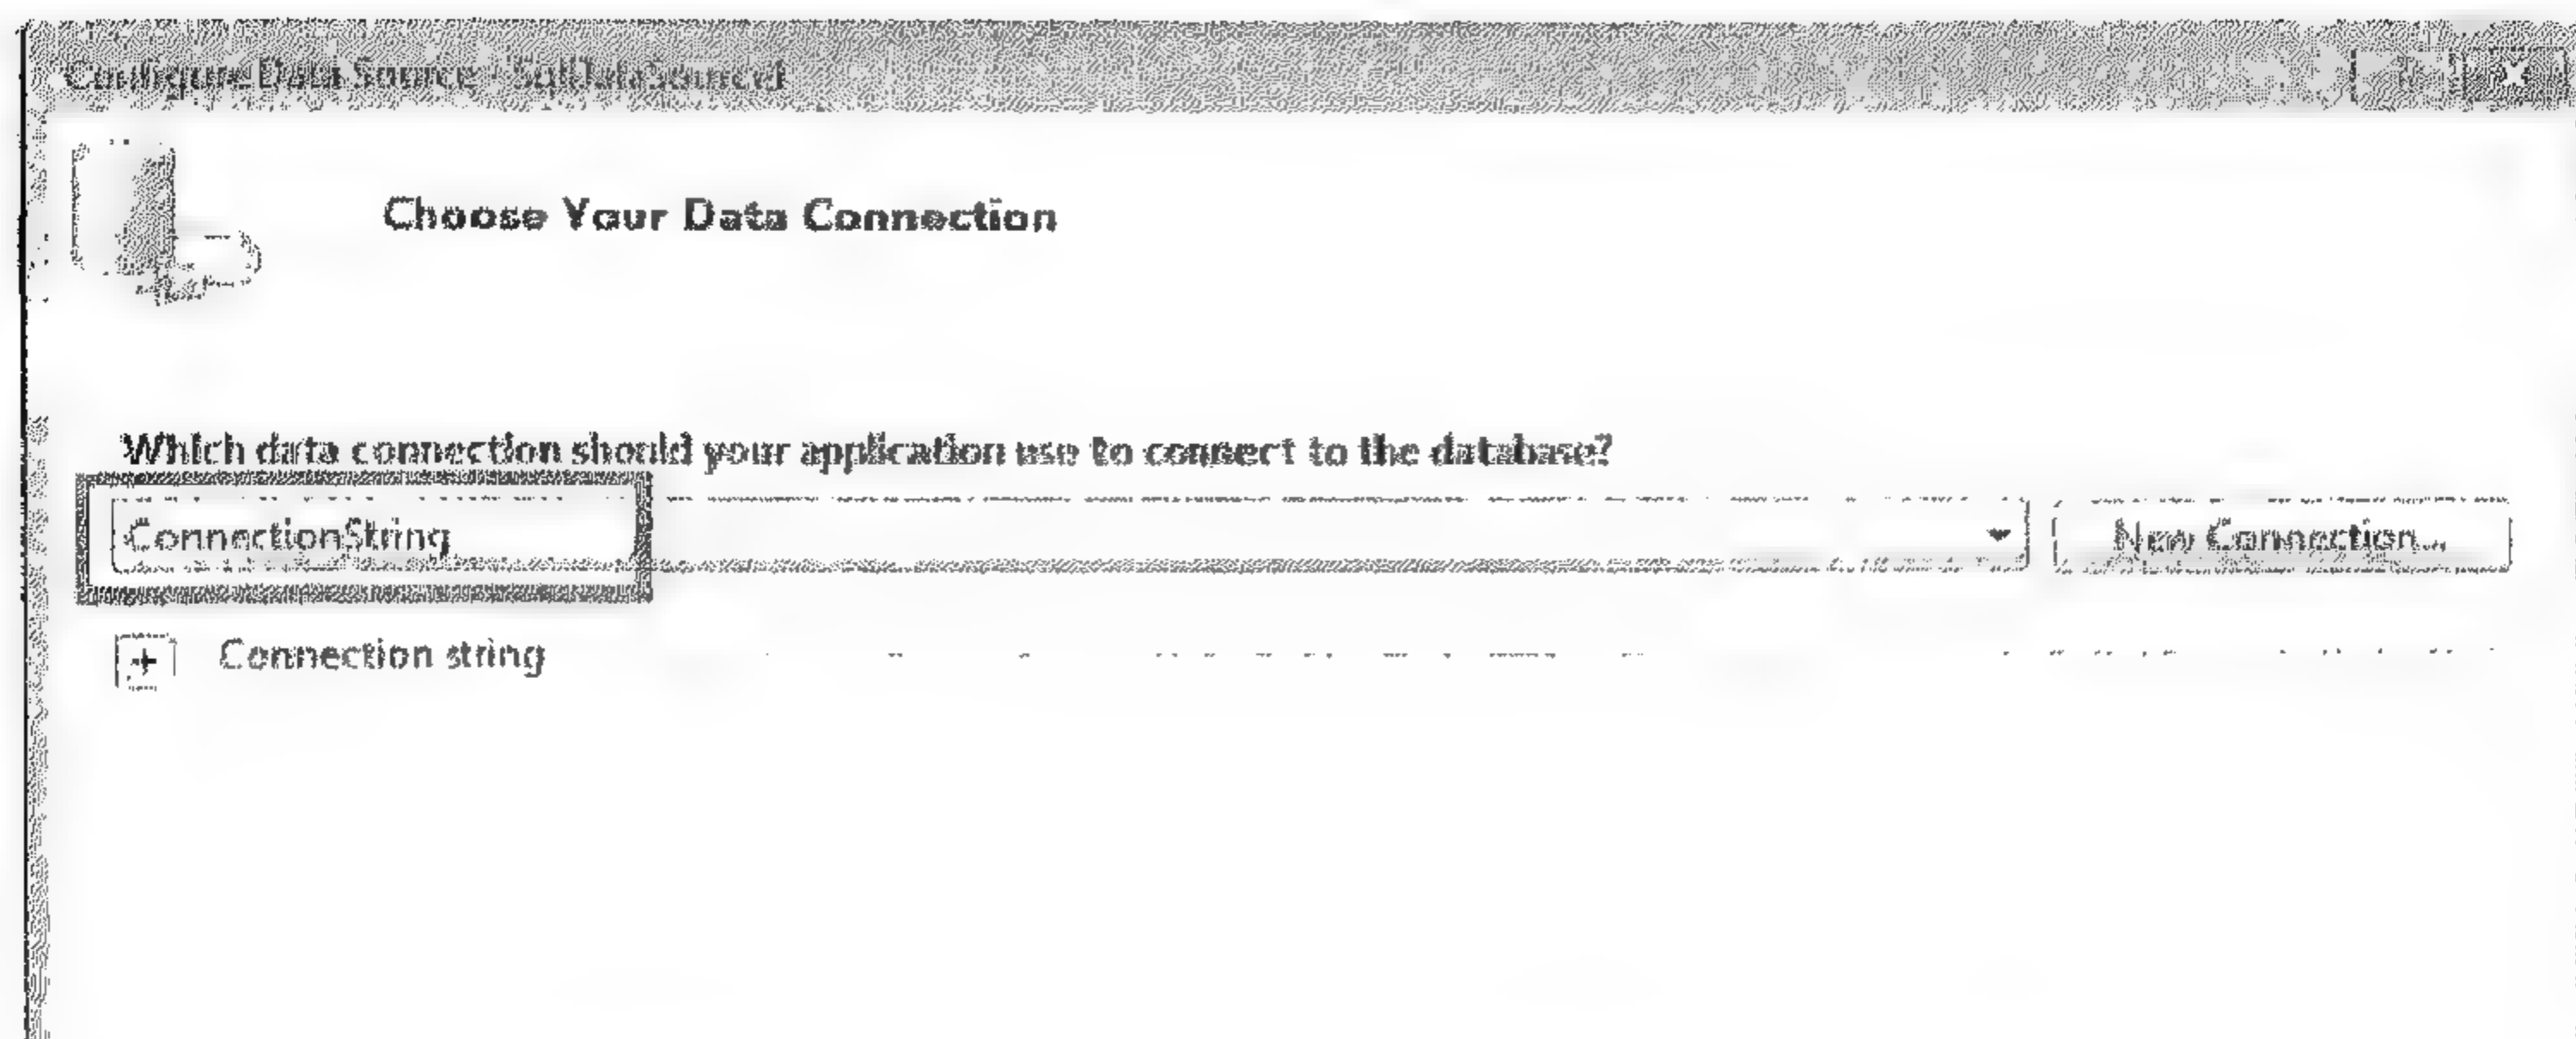 Configure Data Source - SqlDataSource1
Choose Your Data Connection
Which data connection should your application use to connect to the database?
ConnectionString
New Connection...
Connection string